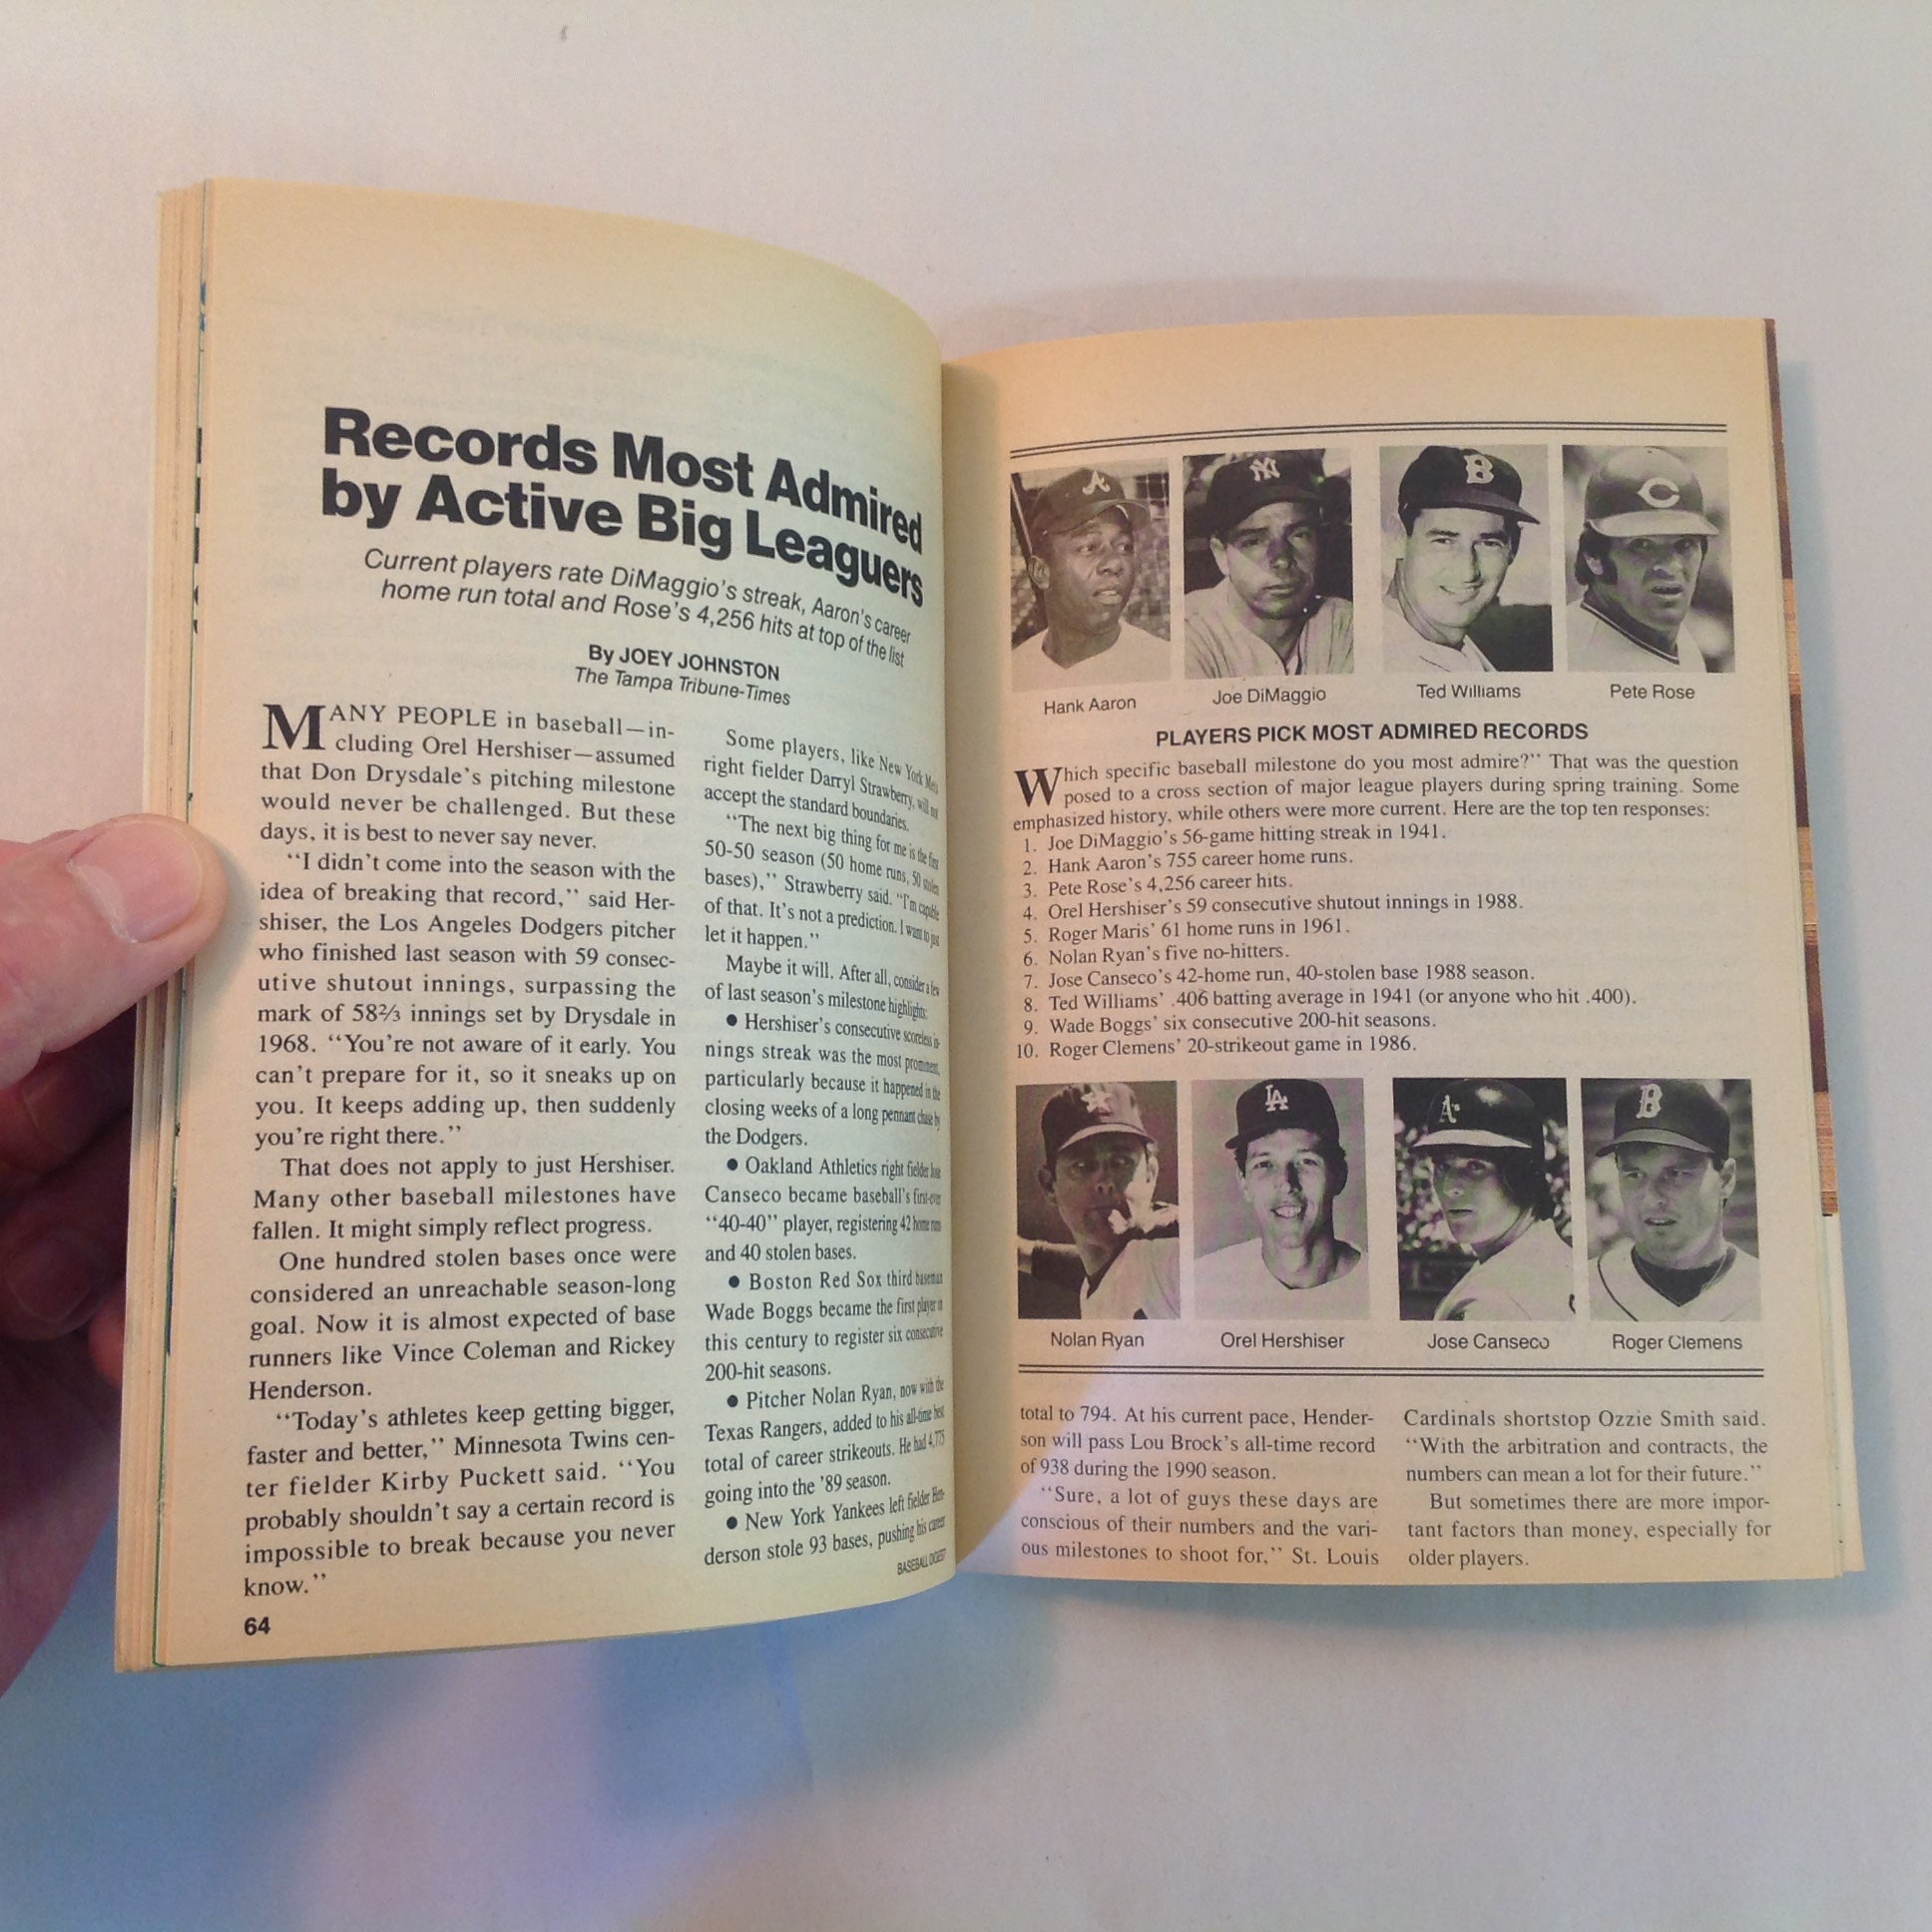 Records Most Admired
by Active Big Leaguers
Current players rate DiMaggio's streak, Aaron's career
home run total and Rose's 4,256 hits at top of the list
By JOEY JOHNSTON
The Tampa Tribune-Times
MANY PEOPLE in baseball—in-
cluding Orel Hershiser—assumed
that Don Drysdale's pitching milestone
would never be challenged. But these
days, it is best to never say never.
“I didn't come into the season with the
idea of breaking that record,” said Her-
shiser, the Los Angeles Dodgers pitcher
who finished last season with 59 consec-
utive shutout innings, surpassing the
mark of 58⅔ innings set by Drysdale in
1968. “You're not aware of it early. You
can't prepare for it, so it sneaks up on
you. It keeps adding up, then suddenly
you're right there.”
That does not apply to just Hershiser.
Many other baseball milestones have
fallen. It might simply reflect progress.
One hundred stolen bases once were
considered an unreachable season-long
goal. Now it is almost expected of base
runners like Vince Coleman and Rickey
Henderson.
“Today's athletes keep getting bigger,
faster and better,” Minnesota Twins cen-
ter fielder Kirby Puckett said. “You
probably shouldn't say a certain record is
impossible to break because you never
know.”
64
Some players, like New York Mets
right fielder Darryl Strawberry, will not
accept the standard boundaries.
“The next big thing for me is the first
50-50 season (50 home runs, 50 stolen
bases),” Strawberry said. “I'm capable
of that. It's not a prediction. I want to just
let it happen.”
Maybe it will. After all, consider a few
of last season's milestone highlights:
● Hershiser's consecutive scoreless in-
nings streak was the most prominent,
particularly because it happened in the
closing weeks of a long pennant chase by
the Dodgers.
● Oakland Athletics right fielder Jose
Canseco became baseball's first-ever
“40-40” player, registering 42 home runs
and 40 stolen bases.
● Boston Red Sox third baseman
Wade Boggs became the first player in
this century to register six consecutive
200-hit seasons.
● Pitcher Nolan Ryan, now with the
Texas Rangers, added to his all-time best
total of career strikeouts. He had 4,775
going into the '89 season.
● New York Yankees left fielder Hen-
derson stole 93 bases, pushing his career
BASEBALL DIGEST
A
NY
B
C
Hank Aaron
Joe DiMaggio
Ted Williams
Pete Rose
PLAYERS PICK MOST ADMIRED RECORDS
Which specific baseball milestone do you most admire?” That was the question
posed to a cross section of major league players during spring training. Some
emphasized history, while others were more current. Here are the top ten responses:
1. Joe DiMaggio's 56-game hitting streak in 1941.
2. Hank Aaron's 755 career home runs.
3. Pete Rose's 4,256 career hits.
4. Orel Hershiser's 59 consecutive shutout innings in 1988.
5. Roger Maris' 61 home runs in 1961.
6. Nolan Ryan's five no-hitters.
7. Jose Canseco's 42-home run, 40-stolen base 1988 season.
8. Ted Williams' .406 batting average in 1941 (or anyone who hit .400).
9. Wade Boggs' six consecutive 200-hit seasons.
10. Roger Clemens' 20-strikeout game in 1986.
H
LA
A's
B
Nolan Ryan
Orel Hershiser
Jose Canseco
Roger Clemens
total to 794. At his current pace, Hender-
son will pass Lou Brock's all-time record
of 938 during the 1990 season.
“Sure, a lot of guys these days are
conscious of their numbers and the vari-
ous milestones to shoot for,” St. Louis
Cardinals shortstop Ozzie Smith said.
“With the arbitration and contracts, the
numbers can mean a lot for their future.”
But sometimes there are more impor-
tant factors than money, especially for
older players.